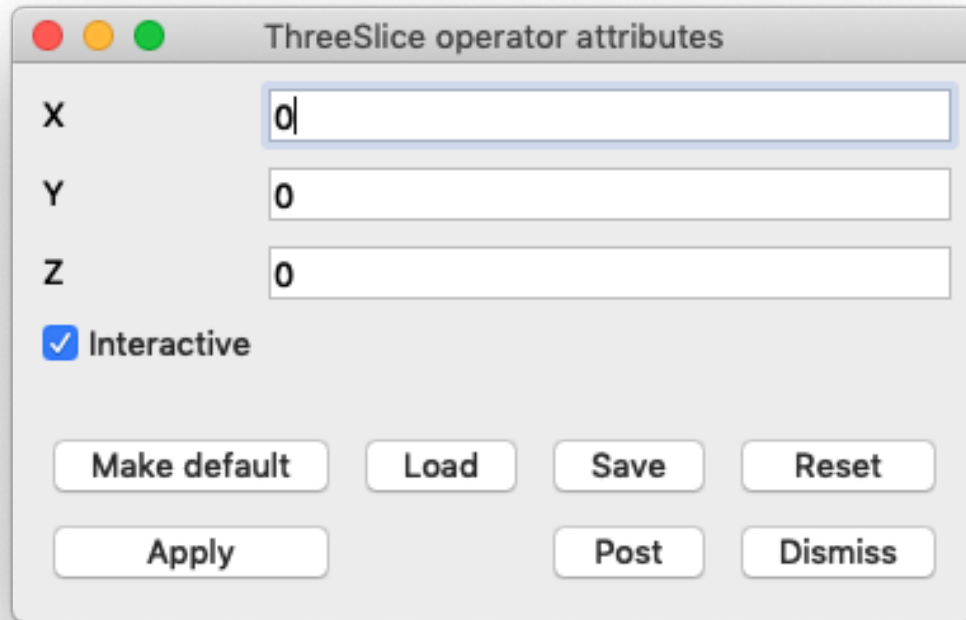 ThreeSlice operator attributes
X 0
Y 0
Z 0
Interactive
Make default Load Save Reset
Apply Post Dismiss